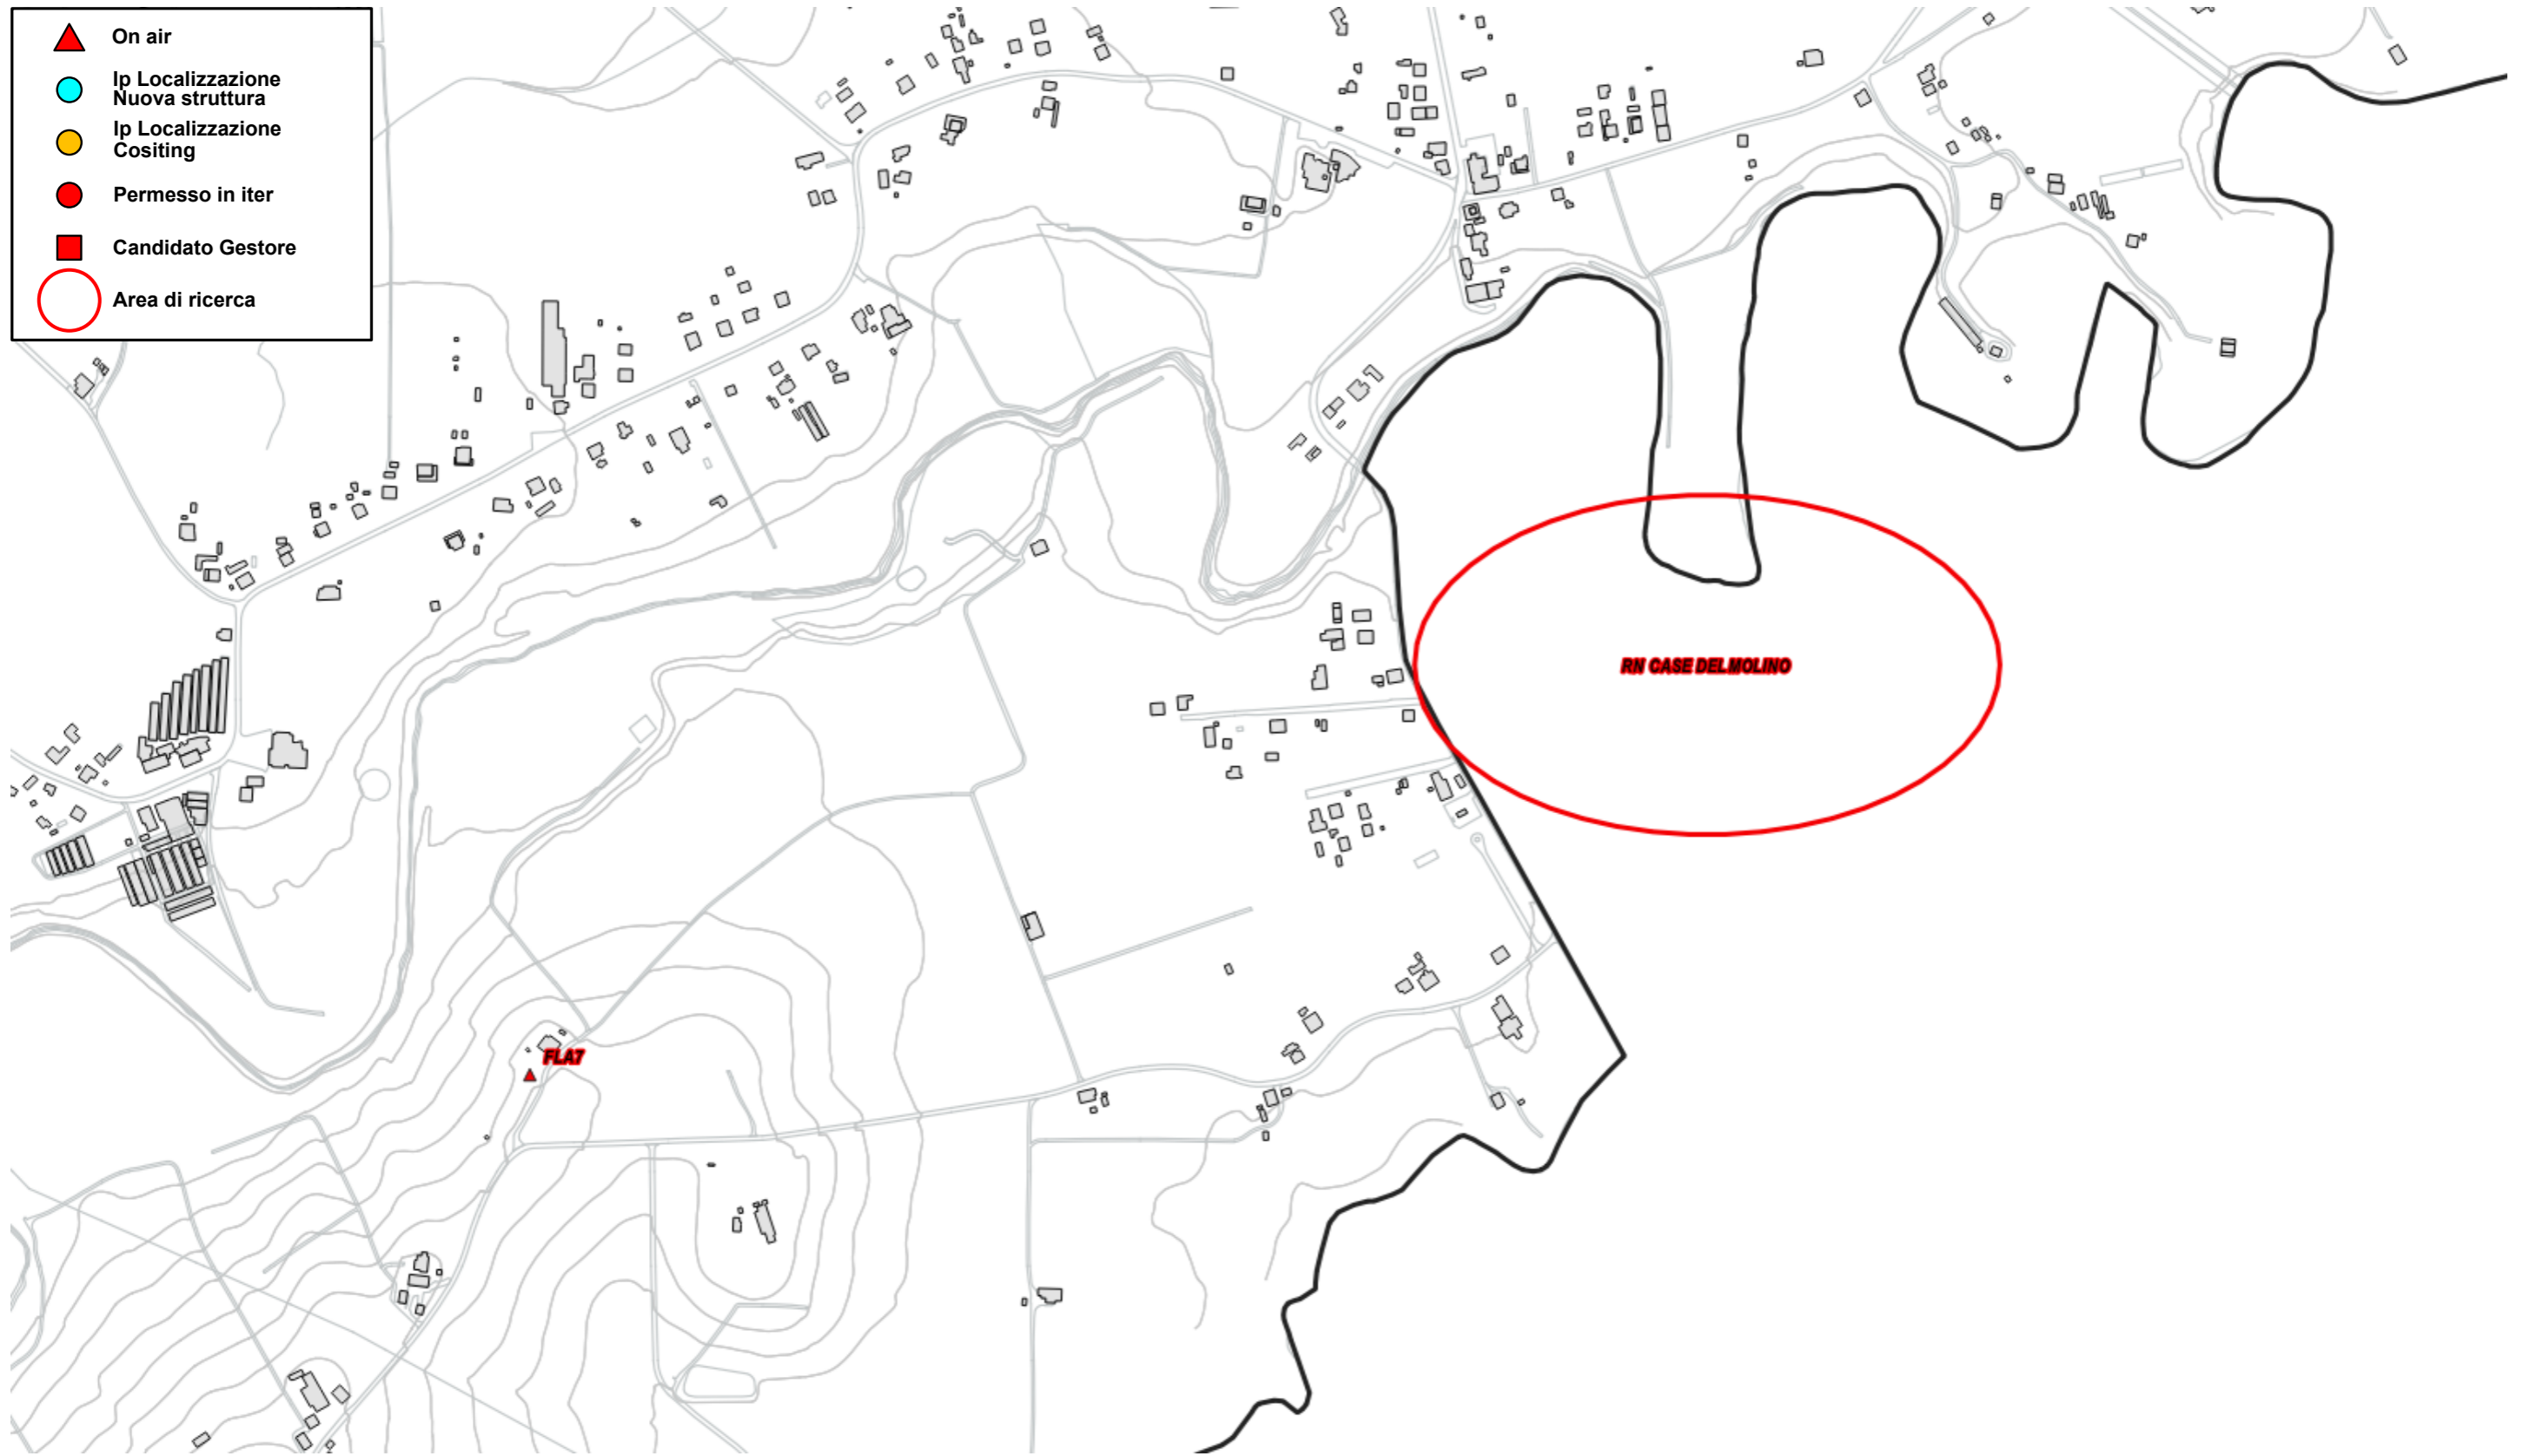 On air
Ip Localizzazione
Nuova struttura
Ip Localizzazione
Cositing
Permesso in iter
Candidato Gestore
Area di ricerca
RN CASE DEL MOLINO
FLA7